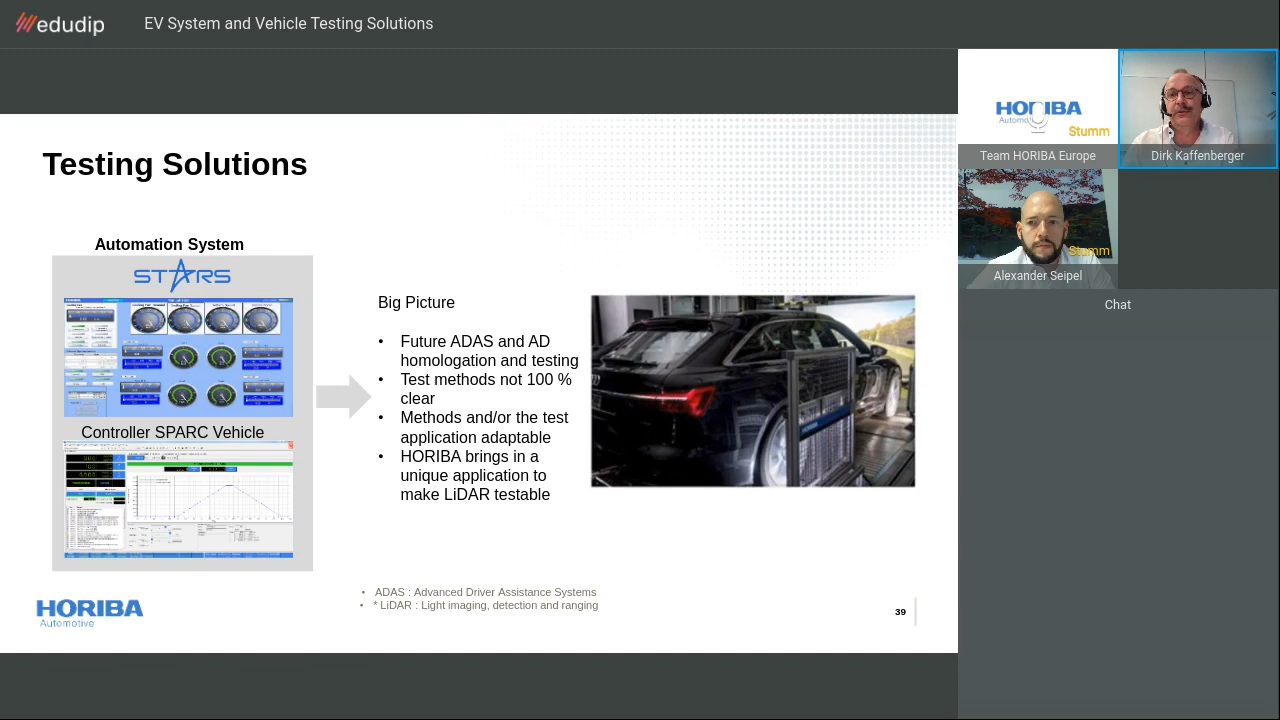 edudip
EV System and Vehicle Testing Solutions
HORIBA
Stumm
Team HORIBA Europe
Dirk Kaffenberger
Stumm
Alexander Seipel
Chat
Testing Solutions
Automation System
STARS
Controller SPARC Vehicle
Big Picture
• Future ADAS and AD
homologation and testing
• Test methods not 100 %
clear
• Methods and/or the test
application adaptable
• HORIBA brings in a
unique application to
make LiDAR testable
• ADAS : Advanced Driver Assistance Systems
• * LiDAR : Light imaging, detection and ranging
HORIBA
Automotive
39